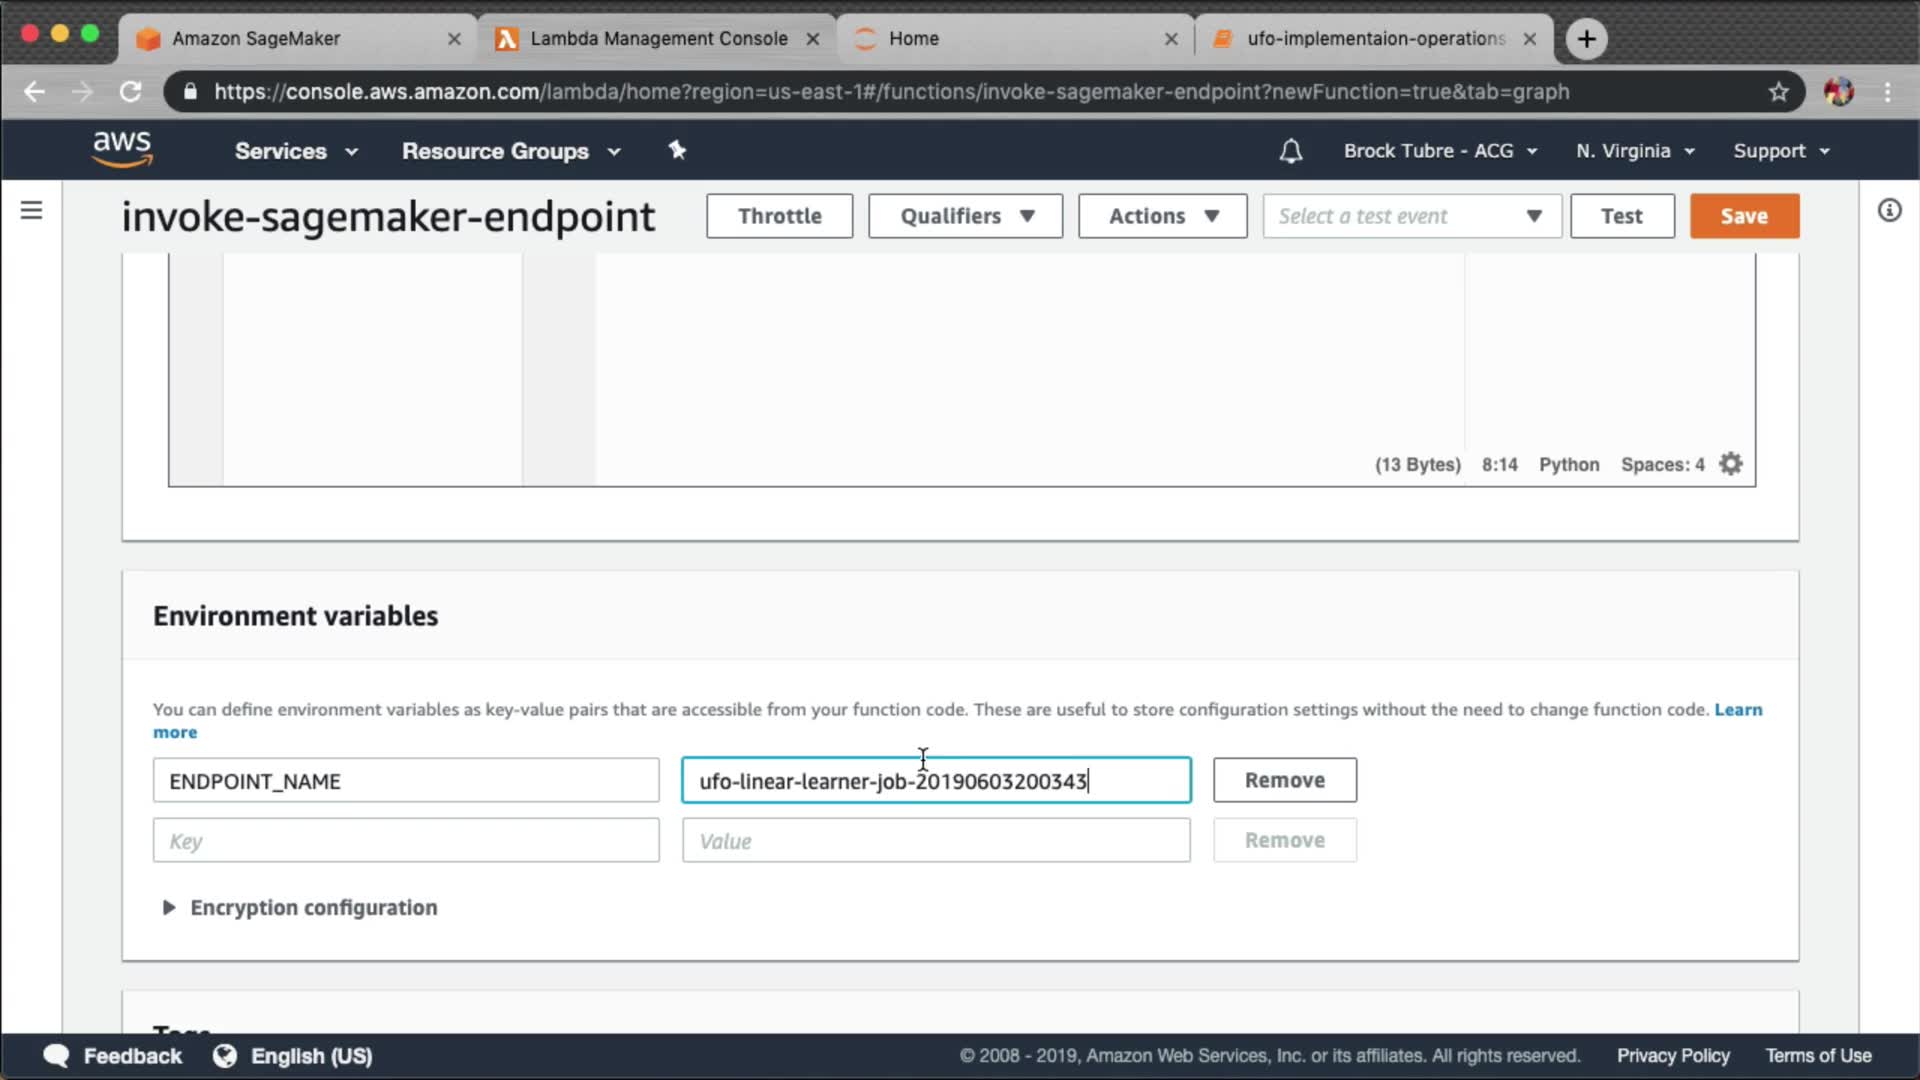 Amazon SageMaker
Lambda Management Console
Home
ufo-implementaion-operations
https://console.aws.amazon.com/lambda/home?region=us-east-1#/functions/invoke-sagemaker-endpoint?newFunction=true&tab=graph
aws
Services
Resource Groups
Brock Tubre - ACG
N. Virginia
Support
invoke-sagemaker-endpoint
Throttle
Qualifiers
Actions
Select a test event
Test
Save
(13 Bytes) 8:14 Python Spaces: 4
Environment variables
You can define environment variables as key-value pairs that are accessible from your function code. These are useful to store configuration settings without the need to change function code. Learn
more
ENDPOINT_NAME
ufo-linear-learner-job-20190603200343
Remove
Key
Value
Remove
Encryption configuration
Tags
Feedback
English (US)
© 2008 - 2019, Amazon Web Services, Inc. or its affiliates. All rights reserved.
Privacy Policy
Terms of Use